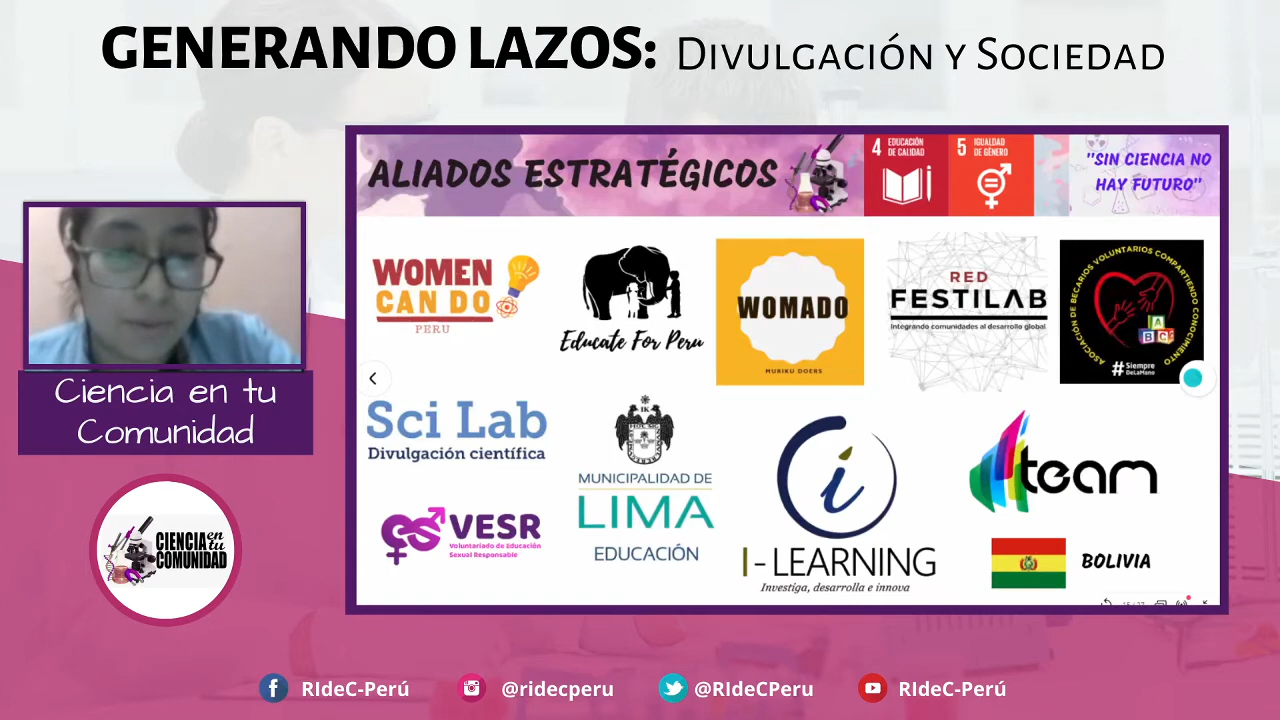 GENERANDO LAZOS: DIVULGACIÓN Y SOCIEDAD
ALIADOS ESTRATÉGICOS
4 EDUCACIÓN
DE CALIDAD
5 IGUALDAD
DE GÉNERO
"SIN CIENCIA NO
HAY FUTURO"
WOMEN
CAN DO
PERU
Educate For Peru
WOMADO
MURIKU DOERS
RED
FESTILAB
Integrando comunidades al desarrollo global
ASOCIACIÓN DE BECARIOS VOLUNTARIOS COMPARTIENDO CONOCIMIENTO
A
B C
#Siempre
DeLaMano
Ciencia en tu
Comunidad
CIENCIA en
tu
COMUNIDAD
Sci Lab
Divulgación científica
VESR
Voluntariado de Educación
Sexual Responsable
MUNICIPALIDAD DE
LIMA
EDUCACIÓN
i
I-LEARNING
Investiga, desarrolla e innova
team
BOLIVIA
RIdeC-Perú
@ridecperu
@RIdeCPeru
RIdeC-Perú